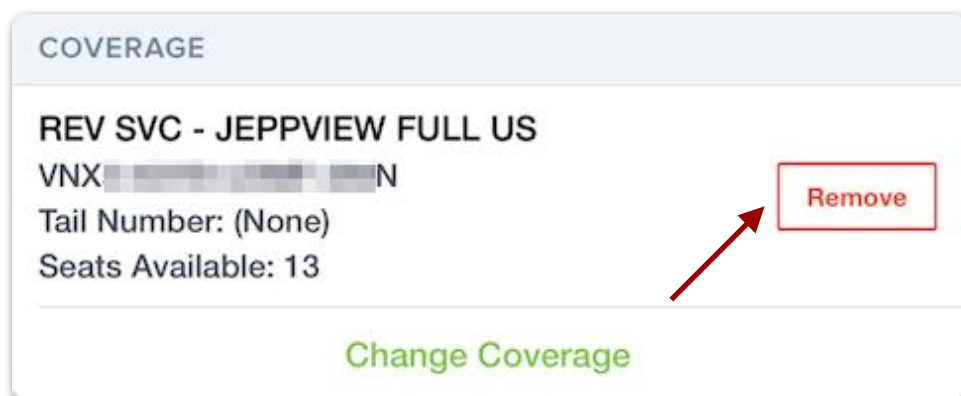 COVERAGE
REV SVC - JEPPVIEW FULL US
VNX N
Tail Number: (None)
Remove
Seats Available: 13
Change Coverage